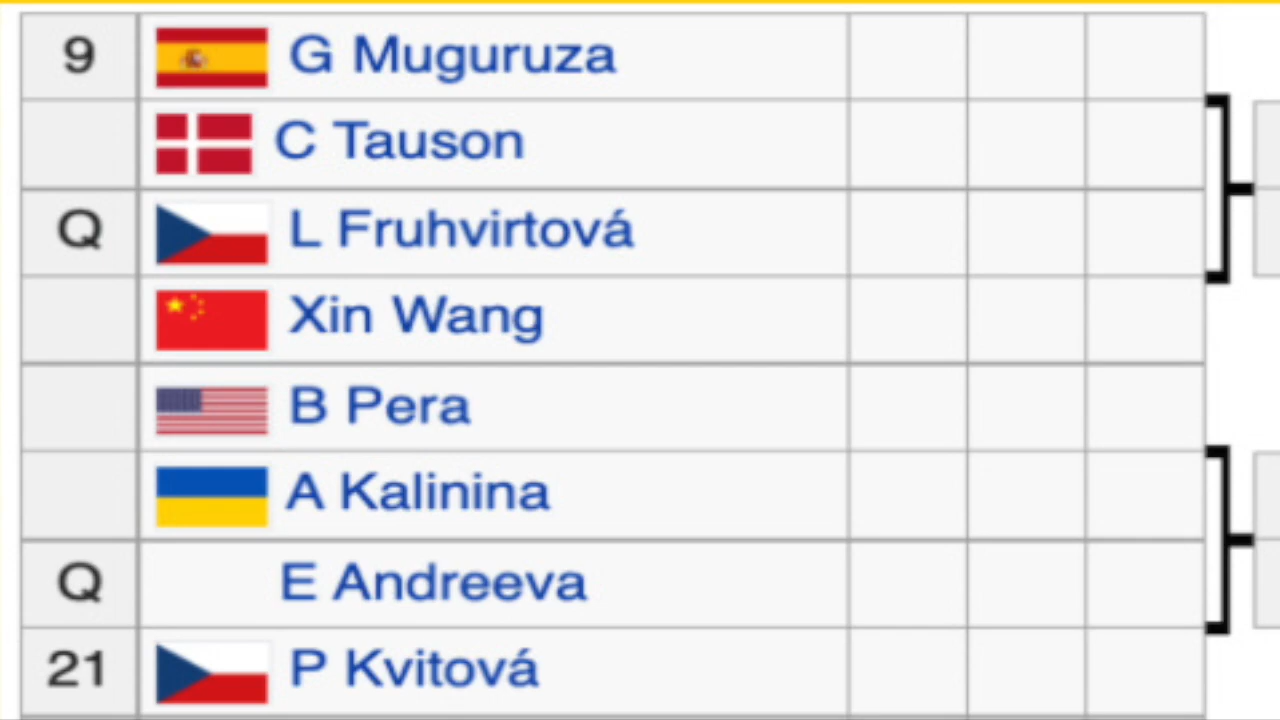 9 G Muguruza
C Tauson
Q L Fruhvirtová
Xin Wang
B Pera
A Kalinina
Q E Andreeva
21 P Kvitová